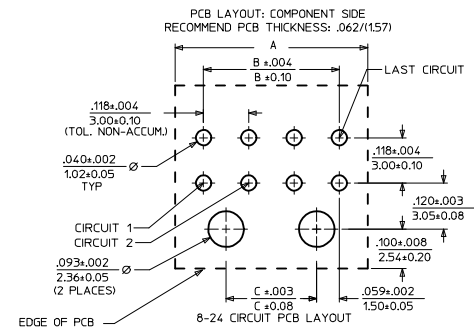 PCB LAYOUT: COMPONENT SIDE
RECOMMEND PCB THICKNESS: .062/(1.57)
A
B ±.004
B ±0.10
LAST CIRCUIT
.118±.004
3.00±0.10
(TOL. NON-ACCUM.)
.118±.004
3.00±0.10
.040±.002
1.02±0.05
Ø
TYP
.120±.003
3.05±0.08
CIRCUIT 1
CIRCUIT 2
.093±.002
2.36±0.05
Ø
(2 PLACES)
.100±.008
2.54±0.20
C ±.003
C ±0.08
.059±.002
1.50±0.05
EDGE OF PCB
8-24 CIRCUIT PCB LAYOUT